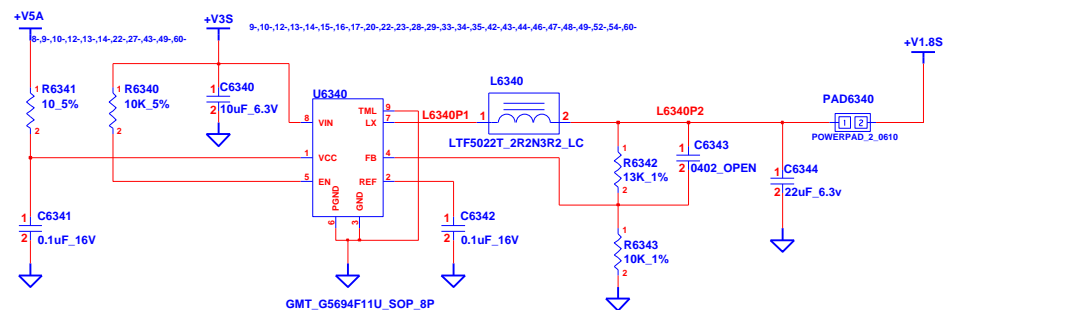 +V5A
+V3S
9-,10-,12-,13-,14-,15-,16-,17-,20-,22-,23-,28-,29-,33-,34-,35-,42-,43-,44-,46-,47-,48-,49-,52-,54-,60-
8-,9-,10-,12-,13-,14-,22-,27-,43-,49-,60-
+V1.8S
1
R6341
10_5%
2
1
R6340
10K_5%
2
1
C6340
2
10uF_6.3V
U6340
8 VIN
1 VCC
5 EN
TML 9
LX 7
FB 4
REF 2
PGND 6
GND 3
L6340P1
L6340
1 2
LTF5022T_2R2N3R2_LC
L6340P2
PAD6340
1 2
POWERPAD_2_0610
1
R6342
13K_1%
2
C6343
1
2
0402_OPEN
C6344
1
2
22uF_6.3v
1
C6341
2
0.1uF_16V
1
C6342
2
0.1uF_16V
1
R6343
10K_1%
2
GMT_G5694F11U_SOP_8P